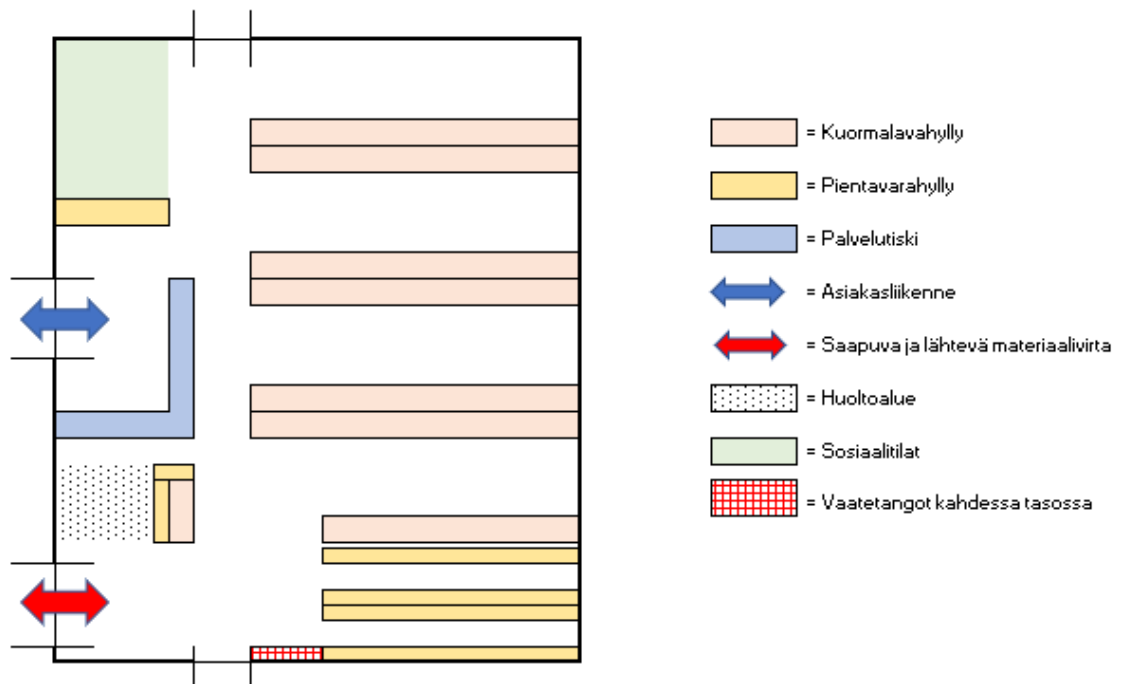 = Kuormalavahylly
= Pientavarahylly
= Palvelutiski
= Asiakasliikenne
= Saapuva ja lähtevä materiaalivirta
= Huoltoalue
= Sosiaalitilat
= Vaatetangot kahdessa tasossa